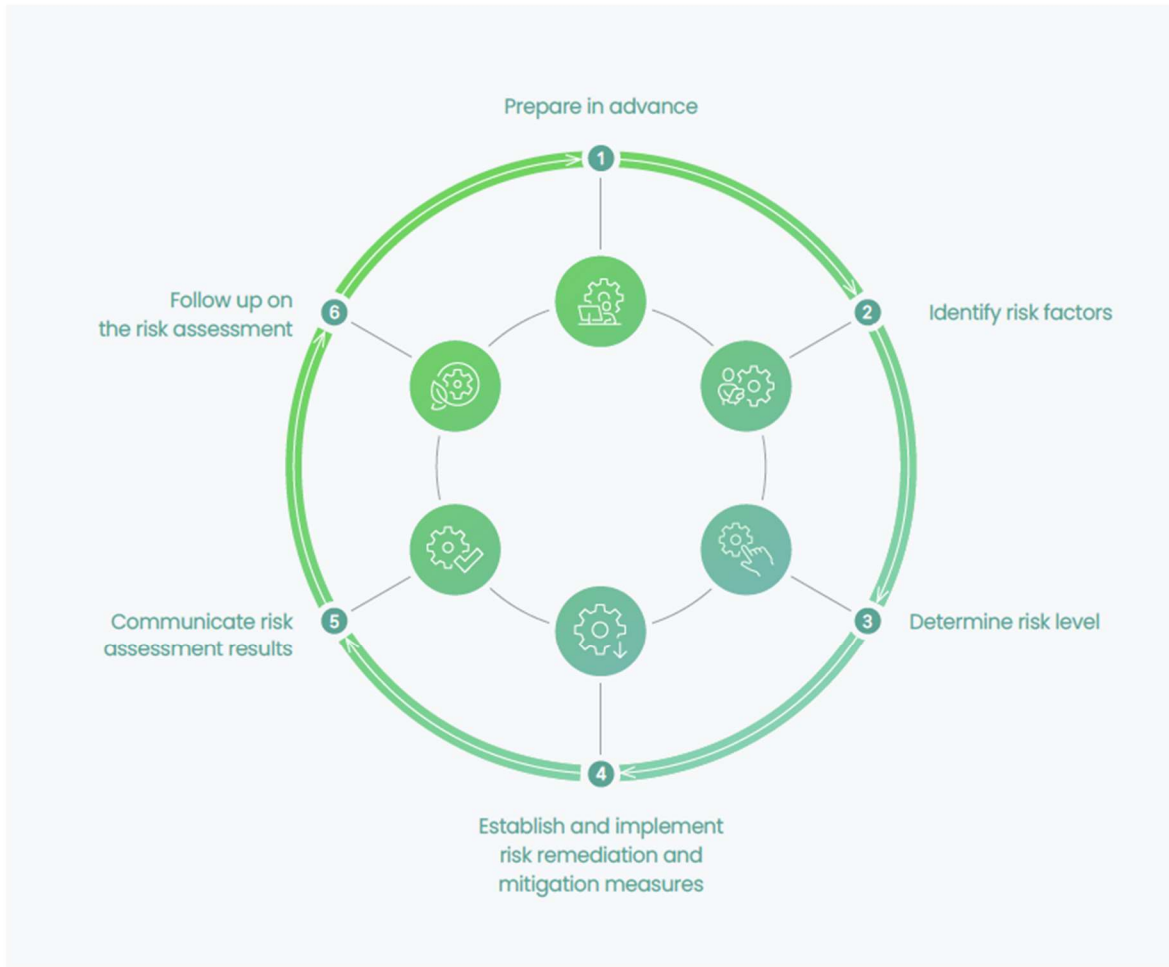 Prepare in advance
1
2
Identify risk factors
3
Determine risk level
4
Establish and implement
risk remediation and
mitigation measures
5
Communicate risk
assessment results
6
Follow up on
the risk assessment